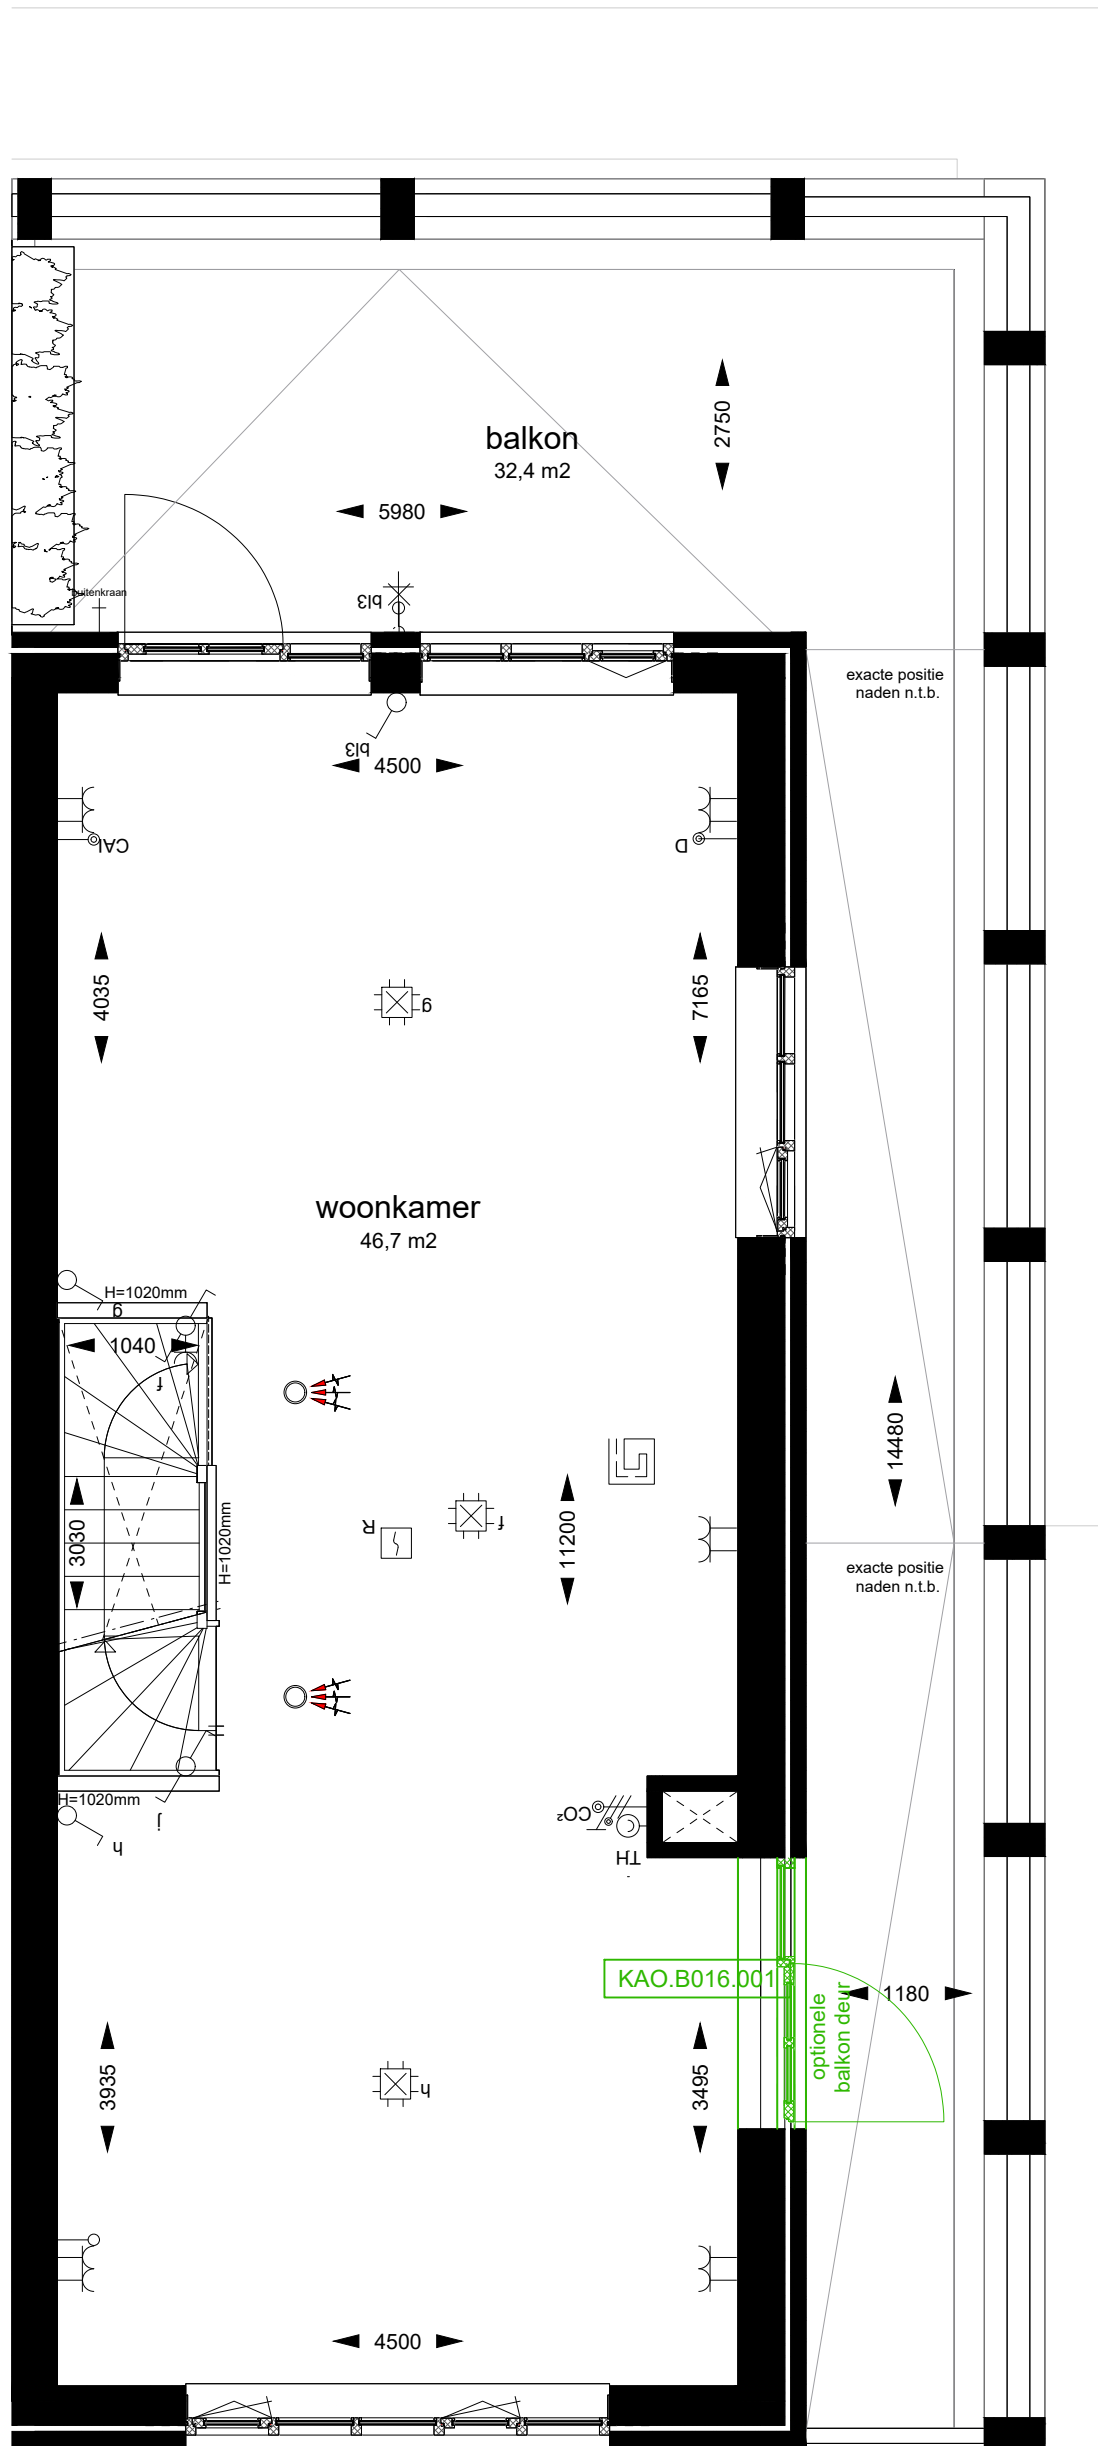 2750
balkon
32,4 m2
5980
buitenkraan
bl3
exacte positie
naden n.t.b.
bl3
4500
CAI
D
4035
7165
g
woonkamer
46,7 m2
H=1020mm
g
1040
f
14480
3030
H=1020mm
R
f
11200
exacte positie
naden n.t.b.
H=1020mm
j
h
CO²
TH
KAO.B016.001
optionele
balkon deur
1180
3935
h
3495
4500